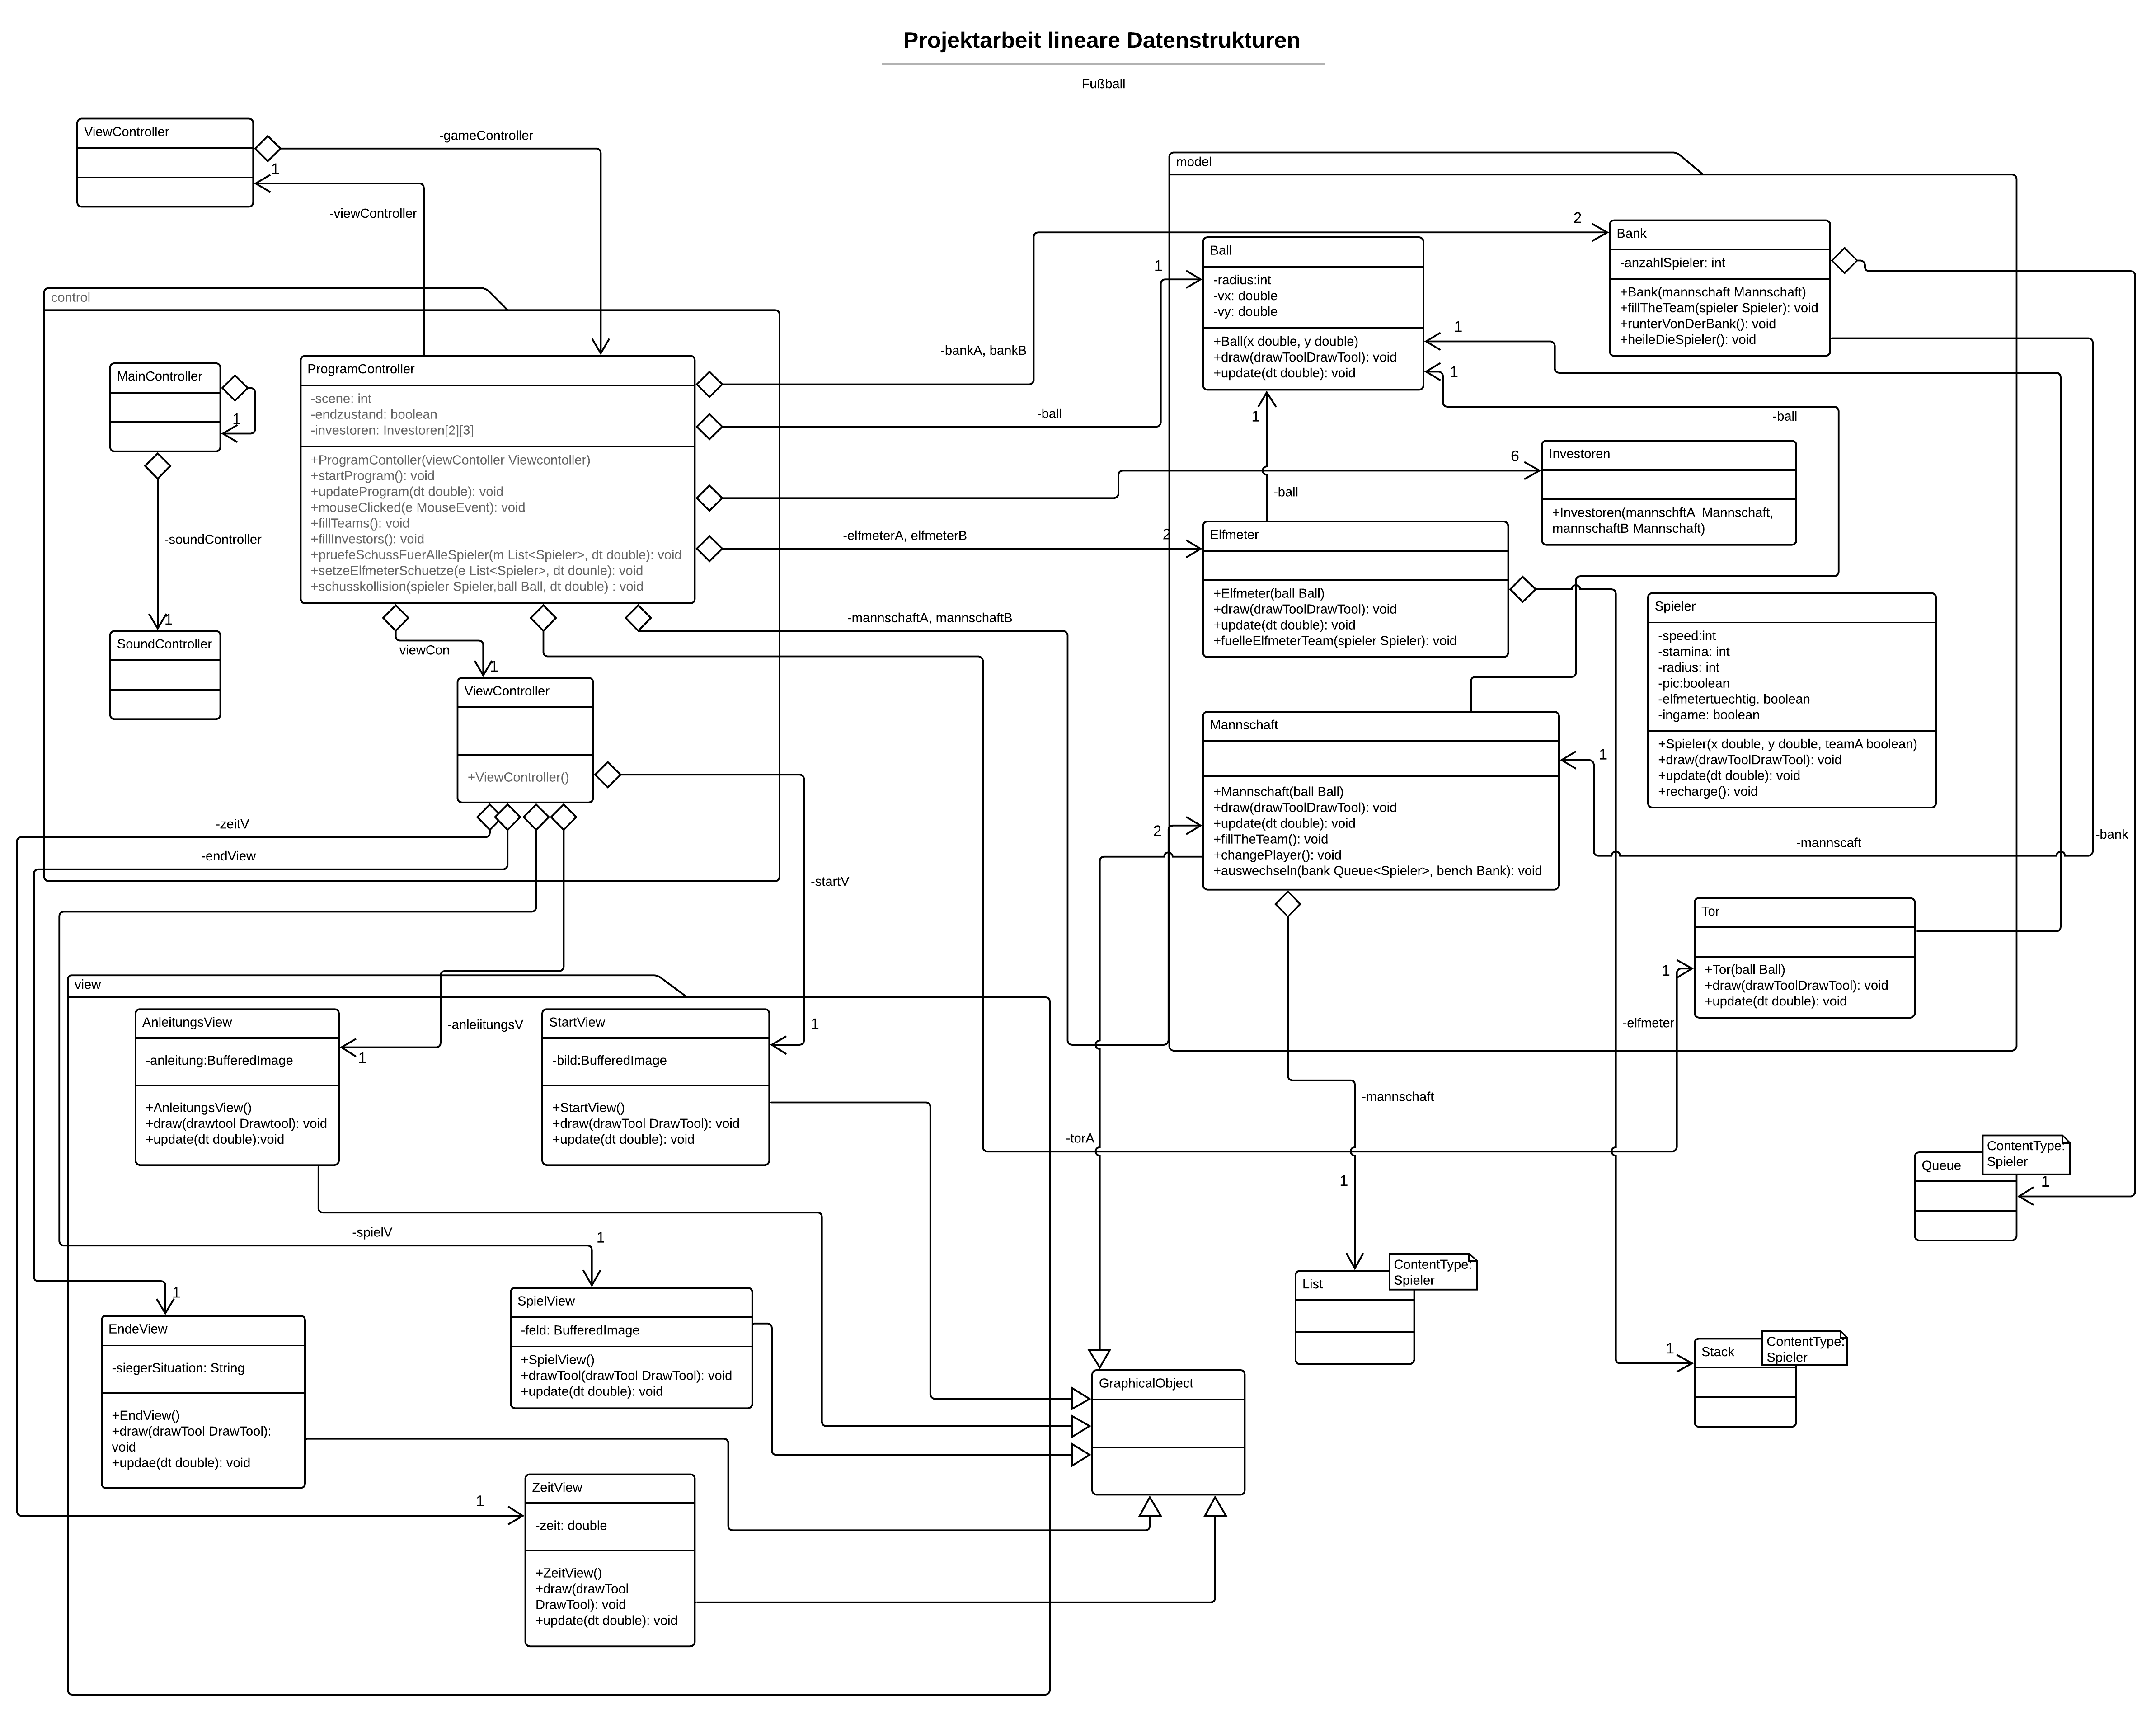 Projektarbeit lineare Datenstrukturen
Fußball
ViewController
-gameController
1
-viewController
control
MainController
1
-soundController
1
SoundController
ProgramController
-scene: int
-endzustand: boolean
-investoren: Investoren[2][3]
+ProgramContoller(viewContoller Viewcontoller)
+startProgram(): void
+updateProgram(dt double): void
+mouseClicked(e MouseEvent): void
+fillTeams(): void
+fillInvestors(): void
+pruefeSchussFuerAlleSpieler(m List<Spieler>, dt double): void
+setzeElfmeterSchuetze(e List<Spieler>, dt dounle): void
+schusskollision(spieler Spieler,ball Ball, dt double) : void
viewCon
1
ViewController
+ViewController()
-zeitV
-endView
-startV
-bankA, bankB
-ball
-elfmeterA, elfmeterB
-mannschaftA, mannschaftB
model
2
1
Ball
-radius:int
-vx: double
-vy: double
+Ball(x double, y double)
+draw(drawToolDrawTool): void
+update(dt double): void
Bank
-anzahlSpieler: int
+Bank(mannschaft Mannschaft)
+fillTheTeam(spieler Spieler): void
+runterVonDerBank(): void
+heileDieSpieler(): void
1
1
-ball
1
-ball
6
Investoren
+Investoren(mannschftA  Mannschaft,
mannschaftB Mannschaft)
2
Elfmeter
+Elfmeter(ball Ball)
+draw(drawToolDrawTool): void
+update(dt double): void
+fuelleElfmeterTeam(spieler Spieler): void
Spieler
-speed:int
-stamina: int
-radius: int
-pic:boolean
-elfmetertuechtig. boolean
-ingame: boolean
+Spieler(x double, y double, teamA boolean)
+draw(drawToolDrawTool): void
+update(dt double): void
+recharge(): void
Mannschaft
+Mannschaft(ball Ball)
+draw(drawToolDrawTool): void
+update(dt double): void
+fillTheTeam(): void
+changePlayer(): void
+auswechseln(bank Queue<Spieler>, bench Bank): void
1
2
-mannscaft
-bank
Tor
+Tor(ball Ball)
+draw(drawToolDrawTool): void
+update(dt double): void
1
-elfmeter
view
AnleitungsView
-anleitung:BufferedImage
+AnleitungsView()
+draw(drawtool Drawtool): void
+update(dt double):void
-anleiitungsV
1
StartView
-bild:BufferedImage
+StartView()
+draw(drawTool DrawTool): void
+update(dt double): void
1
-mannschaft
-torA
1
ContentType:
Spieler
Queue
1
-spielV
1
1
ContentType:
Spieler
List
EndeView
-siegerSituation: String
+EndView()
+draw(drawTool DrawTool):
void
+updae(dt double): void
SpielView
-feld: BufferedImage
+SpielView()
+drawTool(drawTool DrawTool): void
+update(dt double): void
1
ContentType:
Spieler
Stack
GraphicalObject
1
ZeitView
-zeit: double
+ZeitView()
+draw(drawTool
DrawTool): void
+update(dt double): void